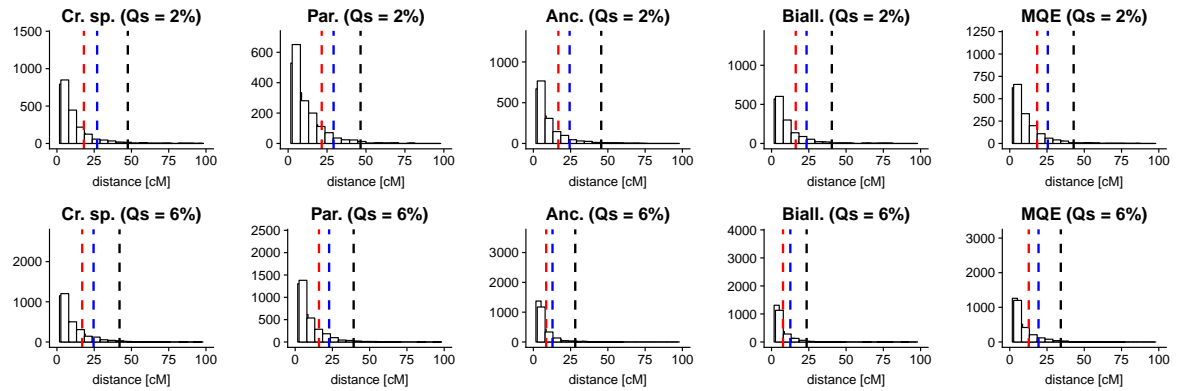 Cr. sp. (Qs = 2%)
1500
1000
500
0
0 25 50 75 100
distance [cM]
Par. (Qs = 2%)
600
400
200
0
0 25 50 75 100
distance [cM]
Anc. (Qs = 2%)
1000
500
0
0 25 50 75 100
distance [cM]
Biall. (Qs = 2%)
1000
500
0
0 25 50 75 100
distance [cM]
MQE (Qs = 2%)
1250
1000
750
500
250
0
0 25 50 75 100
distance [cM]
Cr. sp. (Qs = 6%)
2000
1000
0
0 25 50 75 100
distance [cM]
Par. (Qs = 6%)
2500
2000
1500
1000
500
0
0 25 50 75 100
distance [cM]
Anc. (Qs = 6%)
3000
2000
1000
0
0 25 50 75 100
distance [cM]
Biall. (Qs = 6%)
4000
3000
2000
1000
0
0 25 50 75 100
distance [cM]
MQE (Qs = 6%)
3000
2000
1000
0
0 25 50 75 100
distance [cM]